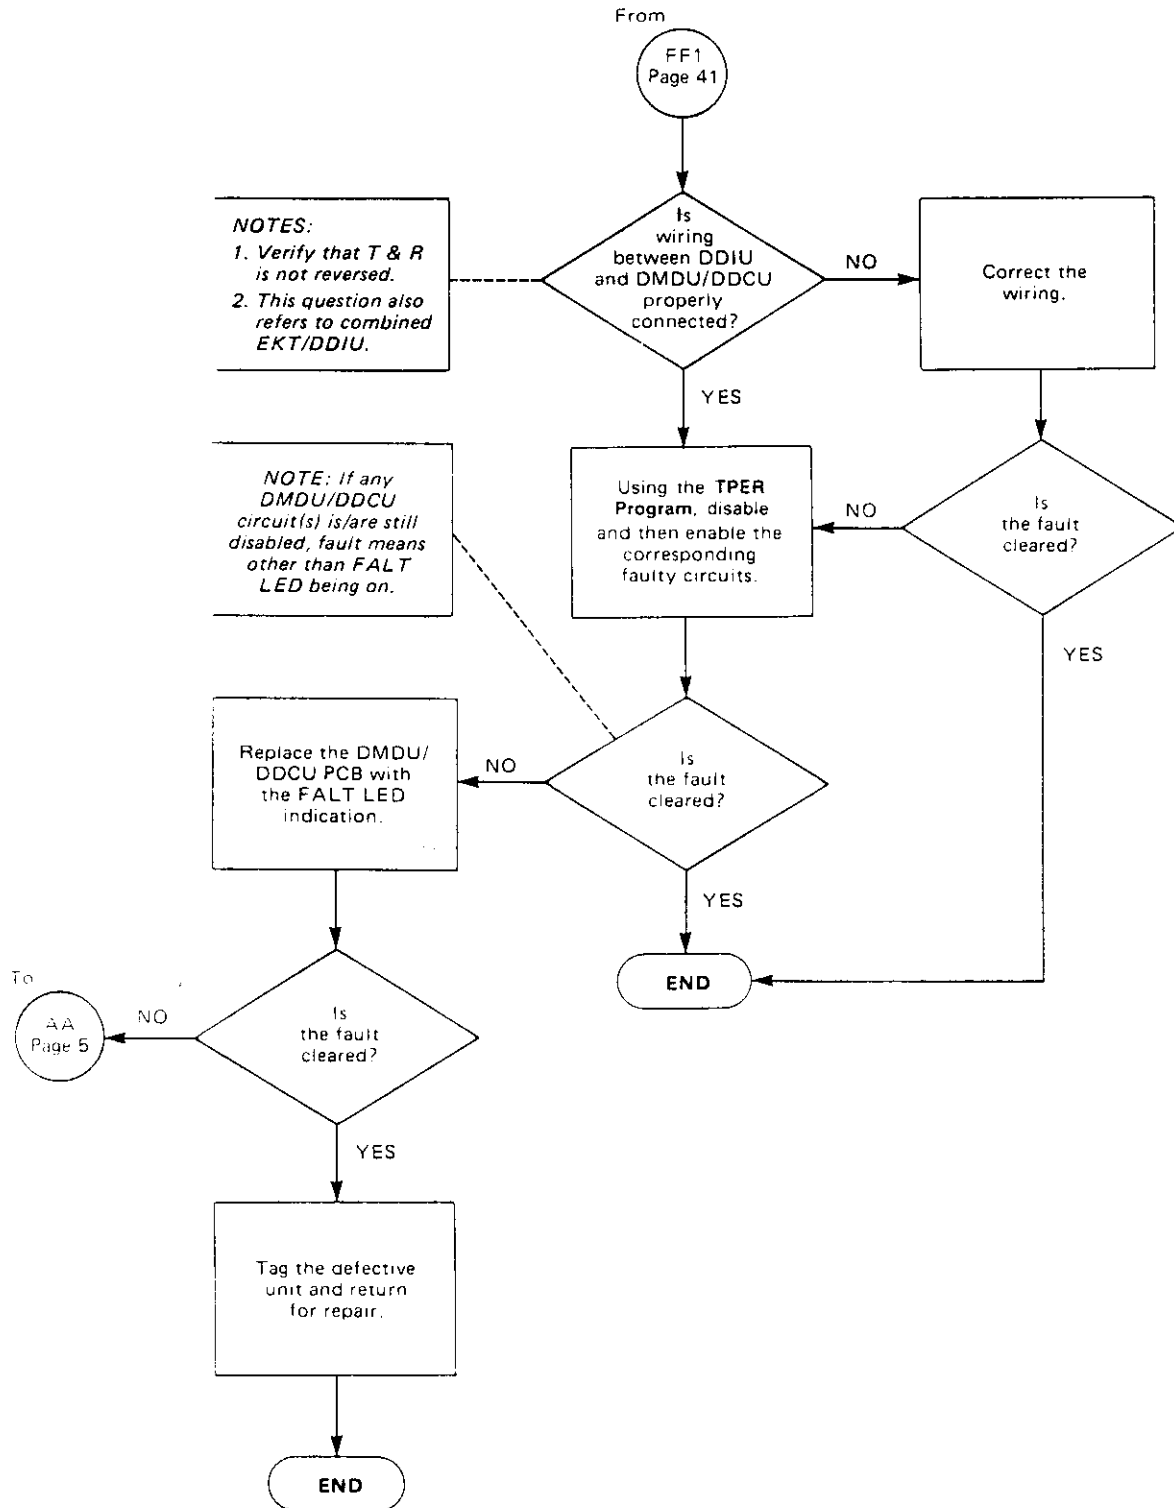 From
FF1
Page 41
NOTES:
1. Verify that T & R
is not reversed.
2. This question also
refers to combined
EKT/DDIU.
Is
wiring
between DDIU
and DMDU/DDCU
properly
connected?
NO
Correct the
wiring.
YES
NOTE: If any
DMDU/DDCU
circuit(s) is/are still
disabled, fault means
other than FALT
LED being on.
Using the TPER
Program, disable
and then enable the
corresponding
faulty circuits.
NO
Is
the fault
cleared?
YES
Replace the DMDU/
DDCU PCB with
the FALT LED
indication.
NO
Is
the fault
cleared?
YES
END
To
AA
Page 5
NO
Is
the fault
cleared?
YES
Tag the defective
unit and return
for repair.
END